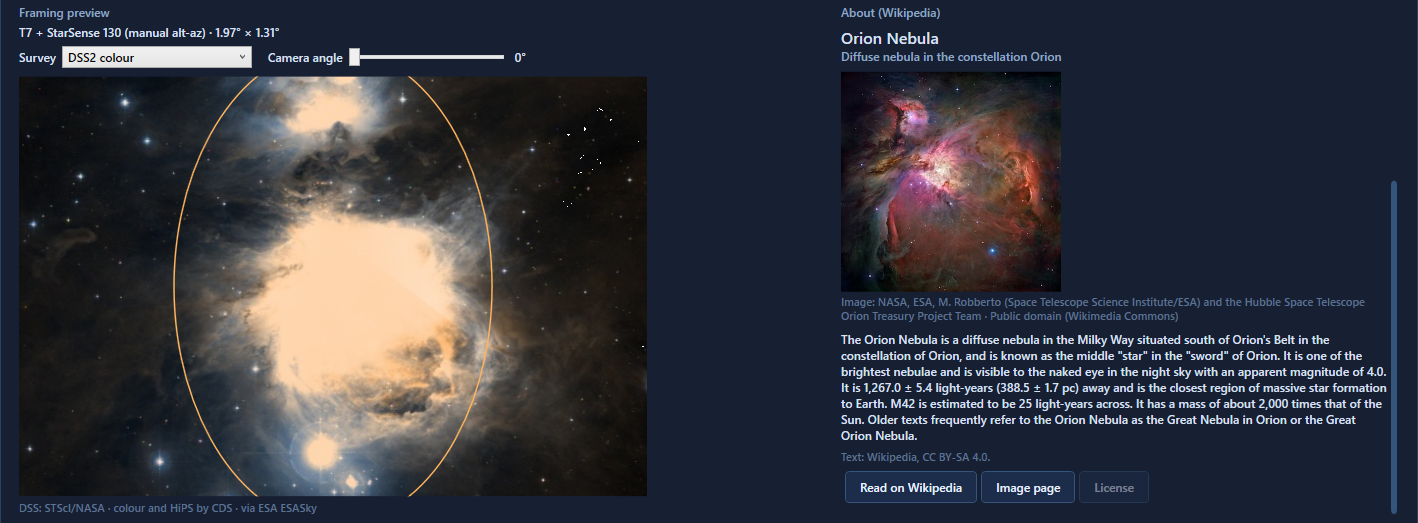 Framing preview
T7 + StarSense 130 (manual alt-az) · 1.97° × 1.31°
Survey DSS2 colour Camera angle 0°
DSS: STScI/NASA · colour and HiPS by CDS · via ESA ESASky
About (Wikipedia)
Orion Nebula
Diffuse nebula in the constellation Orion
Image: NASA, ESA, M. Robberto (Space Telescope Science Institute/ESA) and the Hubble Space Telescope
Orion Treasury Project Team · Public domain (Wikimedia Commons)
The Orion Nebula is a diffuse nebula in the Milky Way situated south of Orion's Belt in the
constellation of Orion, and is known as the middle "star" in the "sword" of Orion. It is one of the
brightest nebulae and is visible to the naked eye in the night sky with an apparent magnitude of 4.0.
It is 1,267.0 ± 5.4 light-years (388.5 ± 1.7 pc) away and is the closest region of massive star formation
to Earth. M42 is estimated to be 25 light-years across. It has a mass of about 2,000 times that of the
Sun. Older texts frequently refer to the Orion Nebula as the Great Nebula in Orion or the Great
Orion Nebula.
Text: Wikipedia, CC BY-SA 4.0.
Read on Wikipedia Image page License